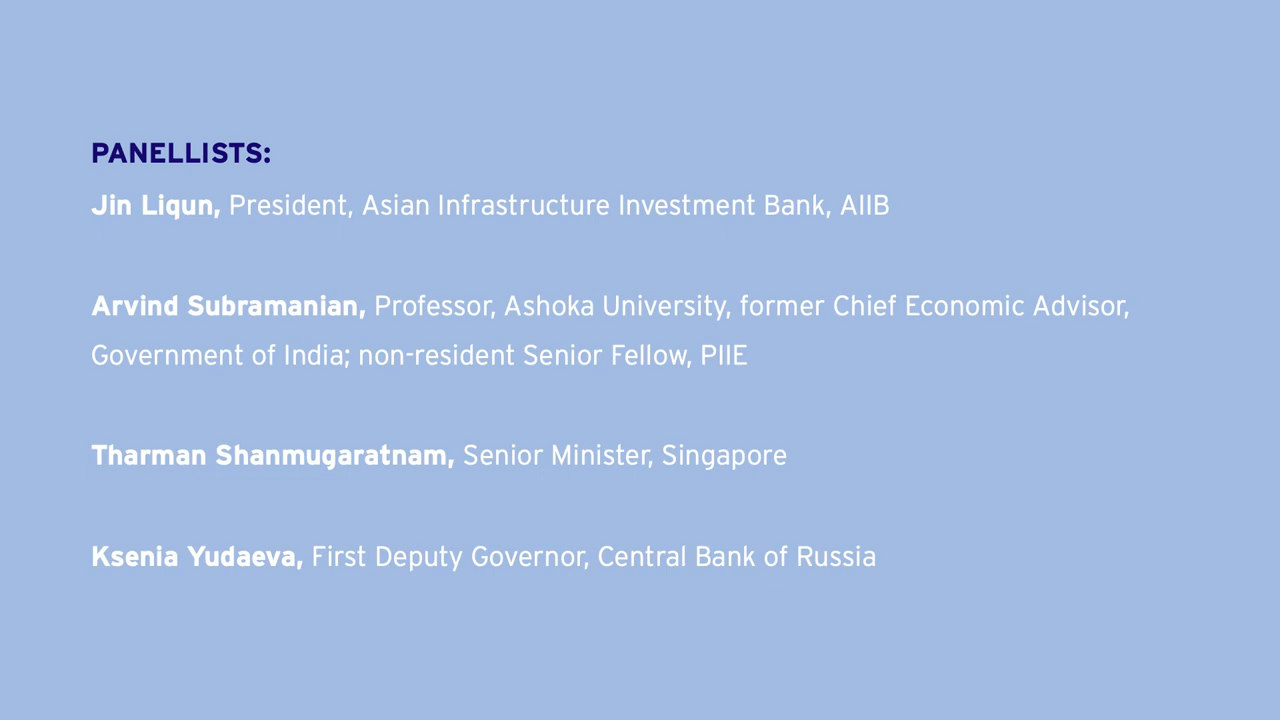 PANELLISTS:
Jin Liqun, President, Asian Infrastructure Investment Bank, AIIB
Arvind Subramanian, Professor, Ashoka University, former Chief Economic Advisor,
Government of India; non-resident Senior Fellow, PIIE
Tharman Shanmugaratnam, Senior Minister, Singapore
Ksenia Yudaeva, First Deputy Governor, Central Bank of Russia